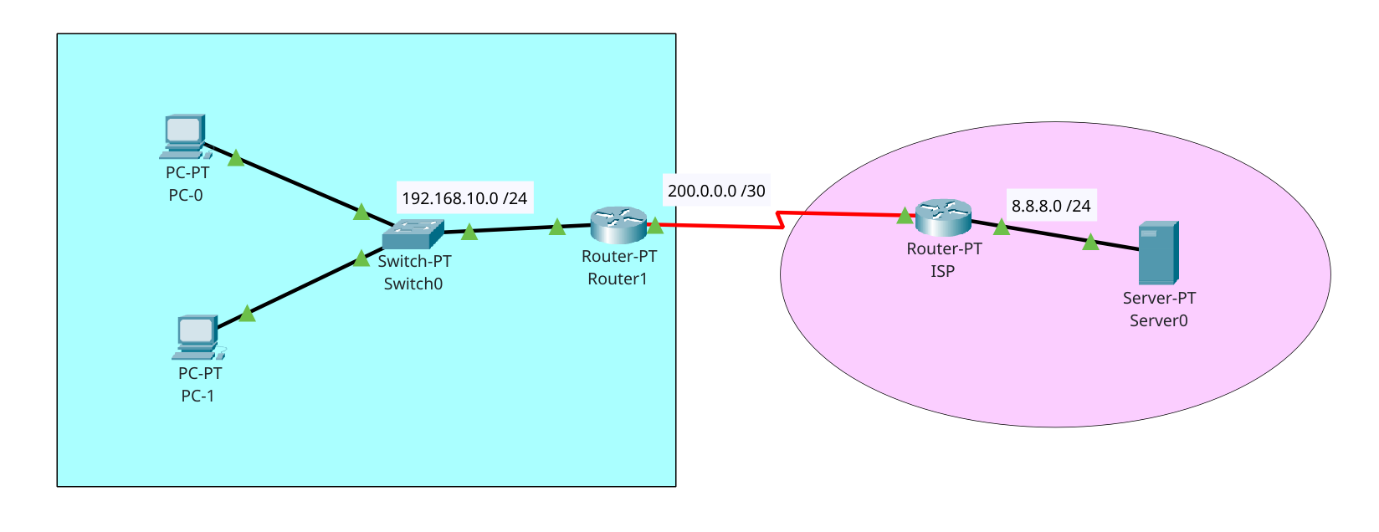 PC-PT
PC-0
192.168.10.0 /24
Switch-PT
Switch0
PC-PT
PC-1
Router-PT
Router1
200.0.0.0 /30
Router-PT
ISP
8.8.8.0 /24
Server-PT
Server0